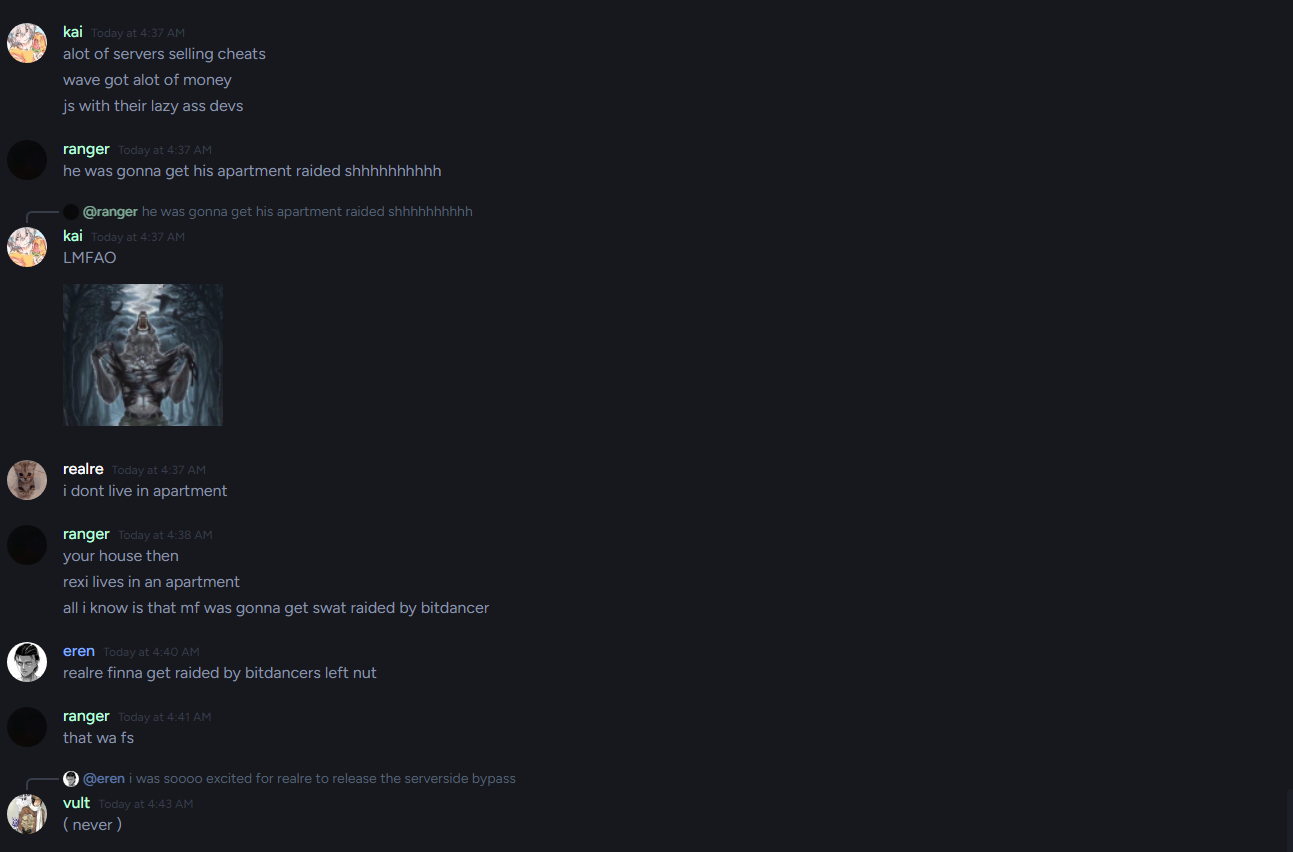 kai Today at 4:37 AM
alot of servers selling cheats
wave got alot of money
js with their lazy ass devs
ranger Today at 4:37 AM
he was gonna get his apartment raided shhhhhhhhhh
@ranger he was gonna get his apartment raided shhhhhhhhhh
kai Today at 4:37 AM
LMFAO
realre Today at 4:37 AM
i dont live in apartment
ranger Today at 4:38 AM
your house then
rexi lives in an apartment
all i know is that mf was gonna get swat raided by bitdancer
eren Today at 4:40 AM
realre finna get raided by bitdancers left nut
ranger Today at 4:41 AM
that wa fs
@eren i was soooo excited for realre to release the serverside bypass
vult Today at 4:43 AM
( never )